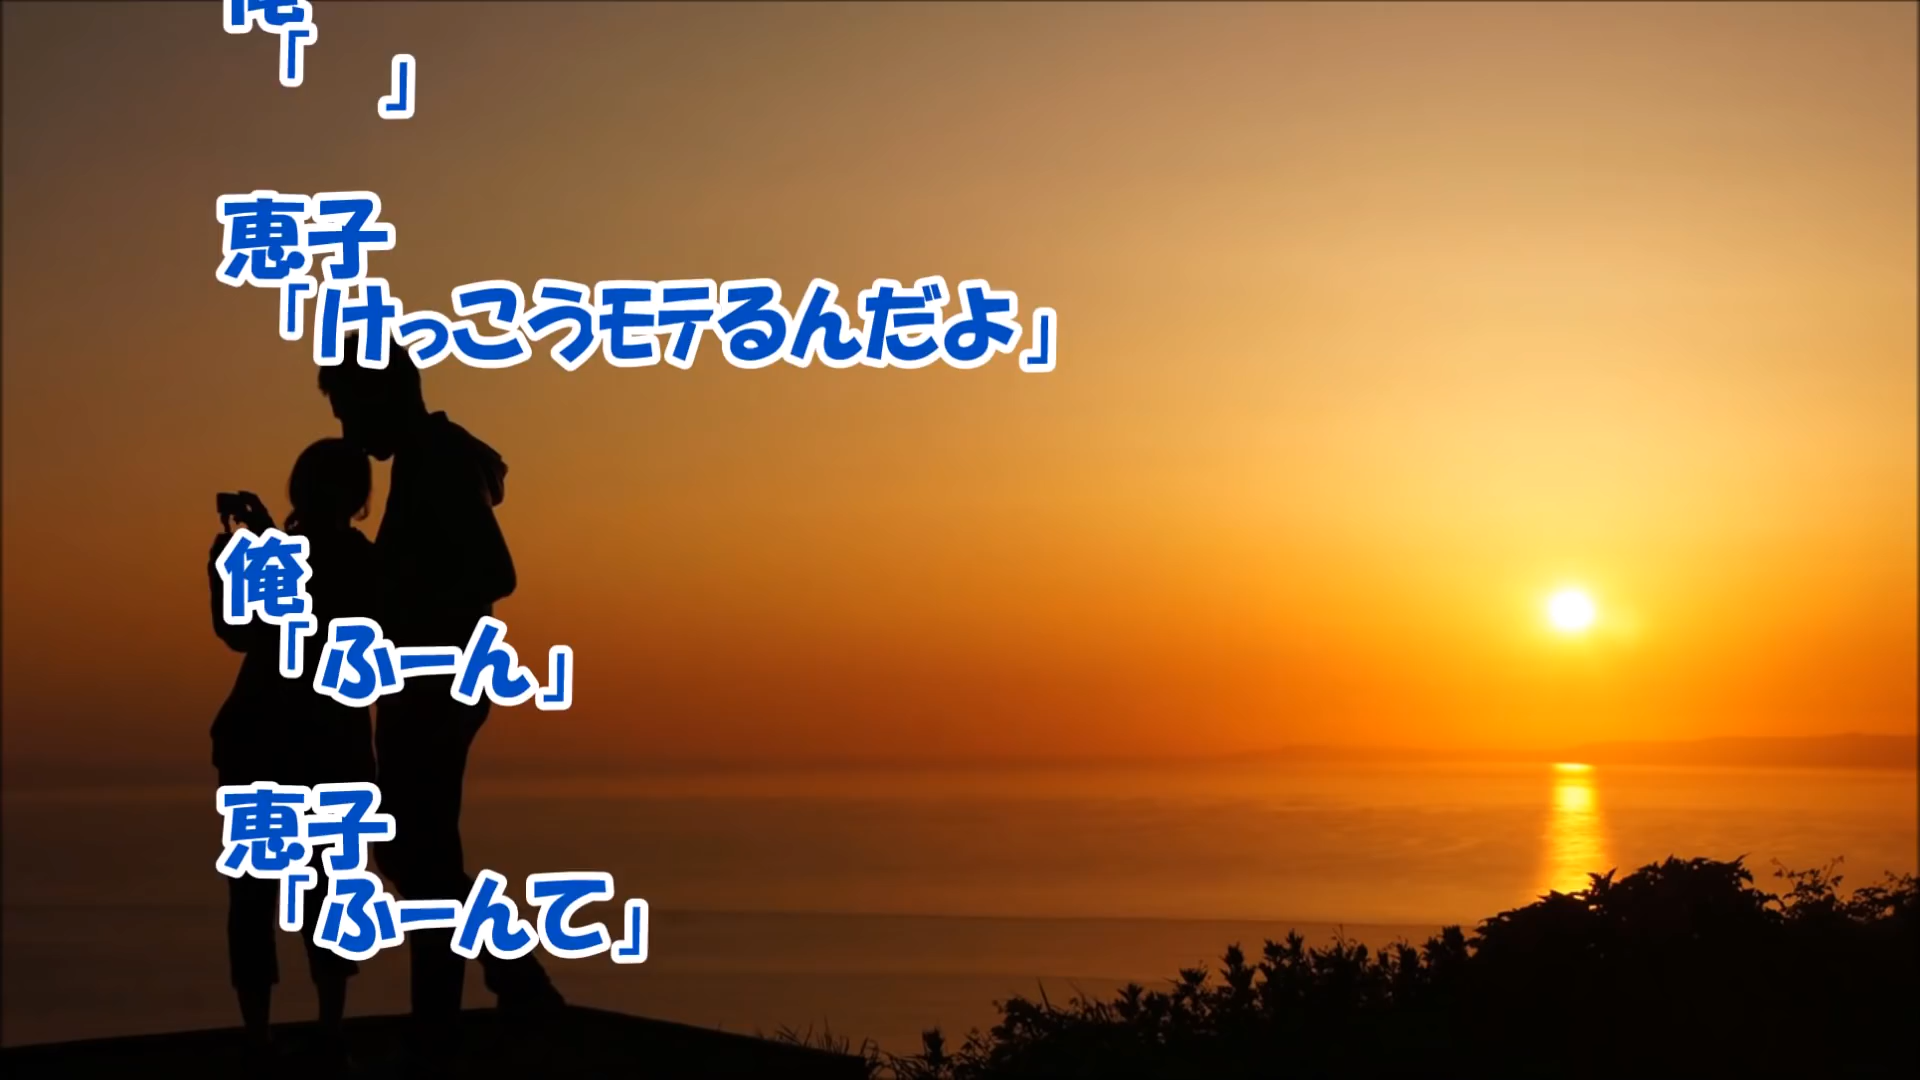 俺
「　」
恵子
「けっこうモテるんだよ」
俺
「ふーん」
恵子
「ふーんて」